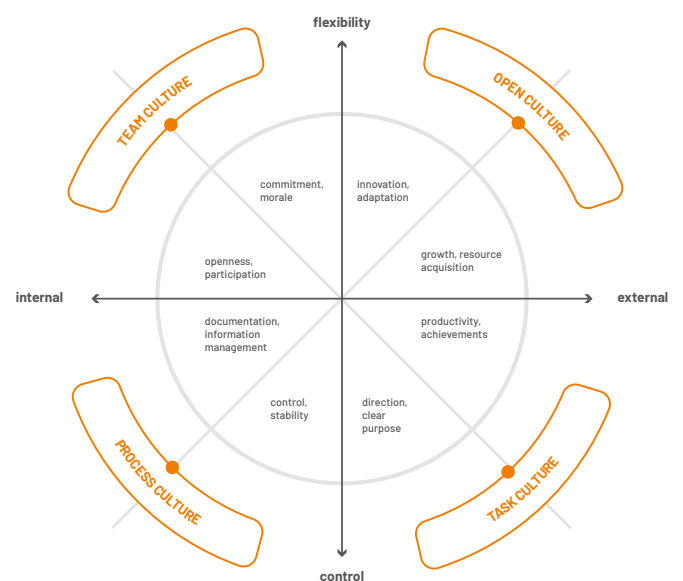 flexibility
TEAM CULTURE
OPEN CULTURE
commitment,
morale
innovation,
adaptation
openness,
participation
growth, resource
acquisition
internal
external
documentation,
information
management
productivity,
achievements
control,
stability
direction,
clear
purpose
PROCESS CULTURE
TASK CULTURE
control